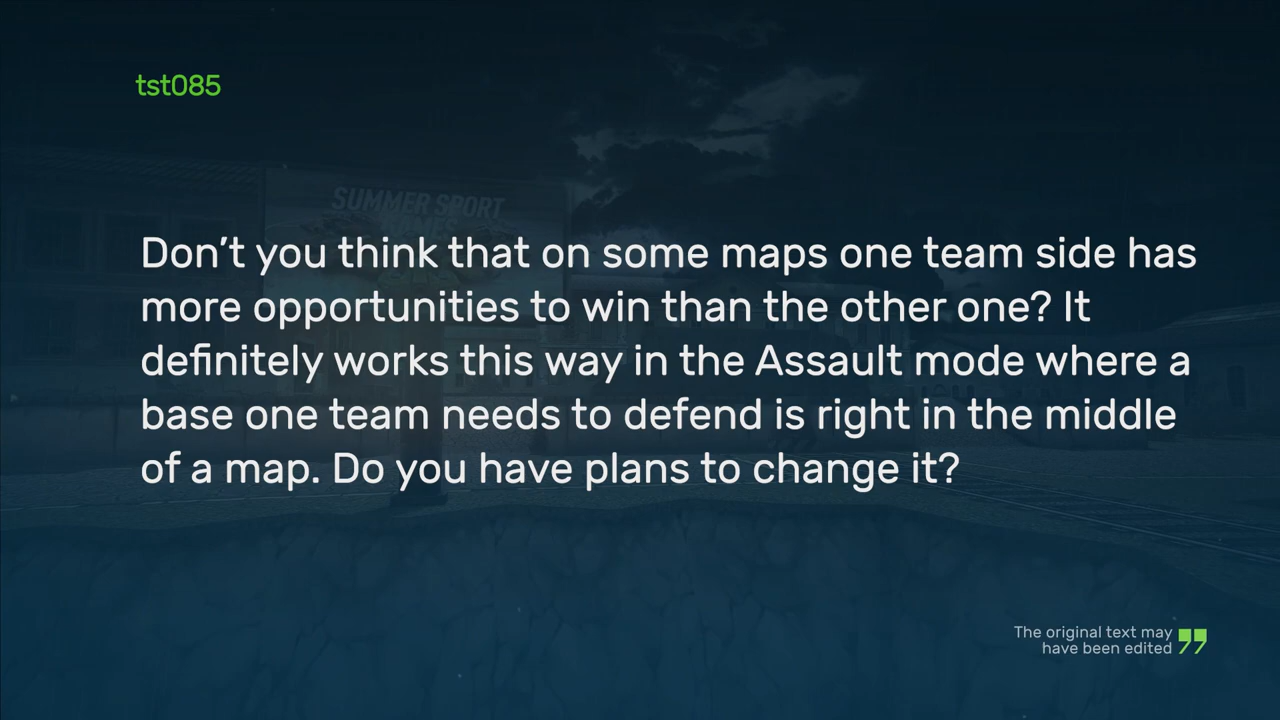 tst085
SUMMER SPORT
Don’t you think that on some maps one team side has
more opportunities to win than the other one? It
definitely works this way in the Assault mode where a
base one team needs to defend is right in the middle
of a map. Do you have plans to change it?
The original text may
have been edited